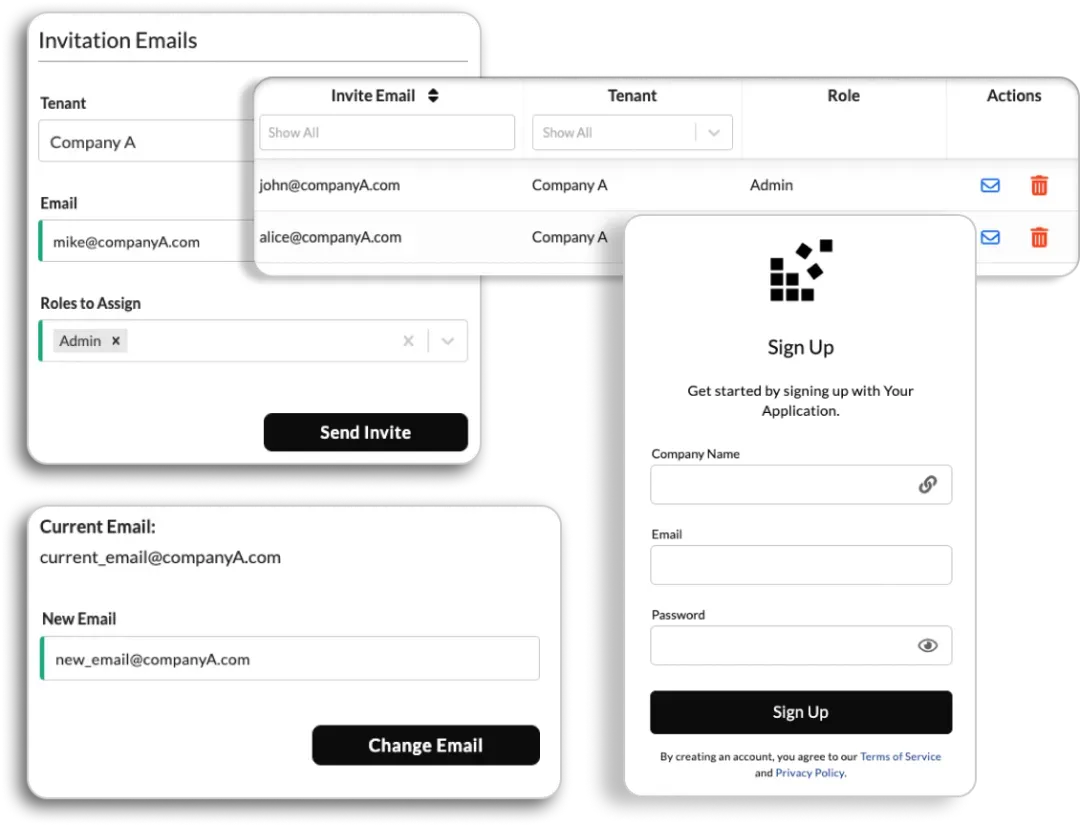 Invitation Emails
Tenant
Company A
Email
mike@companyA.com
Roles to Assign
Admin
Send Invite
Invite Email
Tenant
Role
Actions
Show All
Show All
john@companyA.com
Company A
Admin
alice@companyA.com
Company A
Current Email:
current_email@companyA.com
New Email
new_email@companyA.com
Change Email
Sign Up
Get started by signing up with Your
Application.
Company Name
Email
Password
Sign Up
By creating an account, you agree to our Terms of Service
and Privacy Policy.